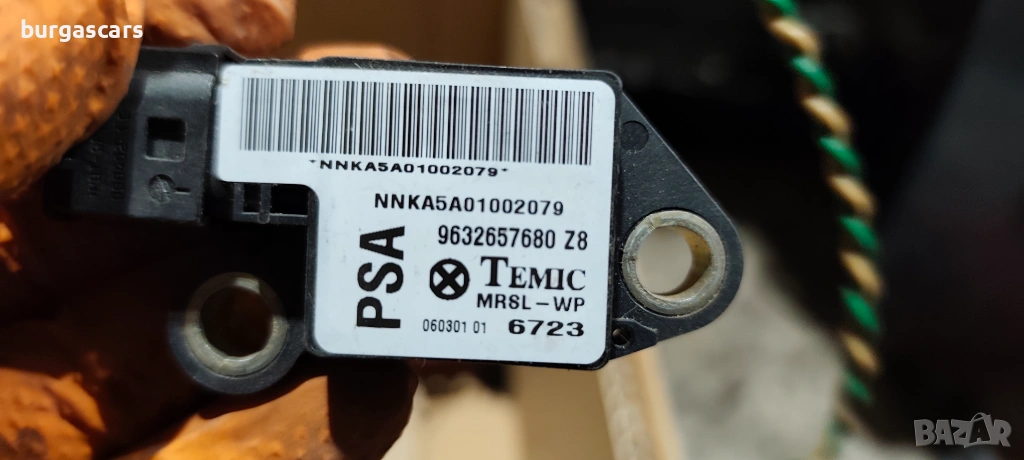 burgascars
*NNKA5A01002079*
NNKA5A01002079
9632657680 Z8
PSA
TEMIC
MRSL-WP
060301 01 6723
BAZAR